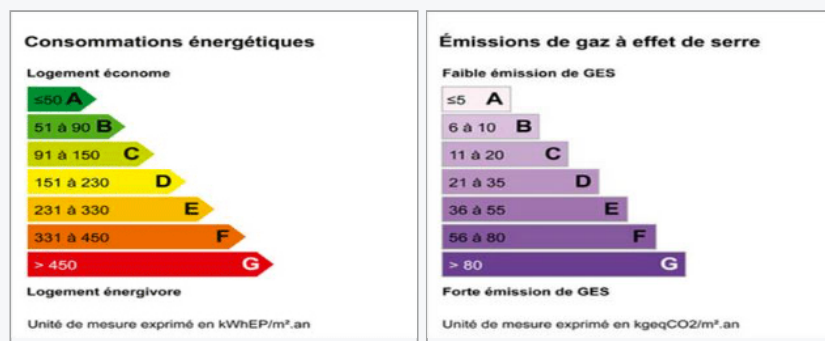 Consommations énergétiques
Logement économe
≤50 A
51 à 90 B
91 à 150 C
151 à 230 D
231 à 330 E
331 à 450 F
> 450 G
Logement énergivore
Unité de mesure exprimé en kWhEP/m².an
Émissions de gaz à effet de serre
Faible émission de GES
≤5 A
6 à 10 B
11 à 20 C
21 à 35 D
36 à 55 E
56 à 80 F
> 80 G
Forte émission de GES
Unité de mesure exprimé en kgeqCO2/m².an